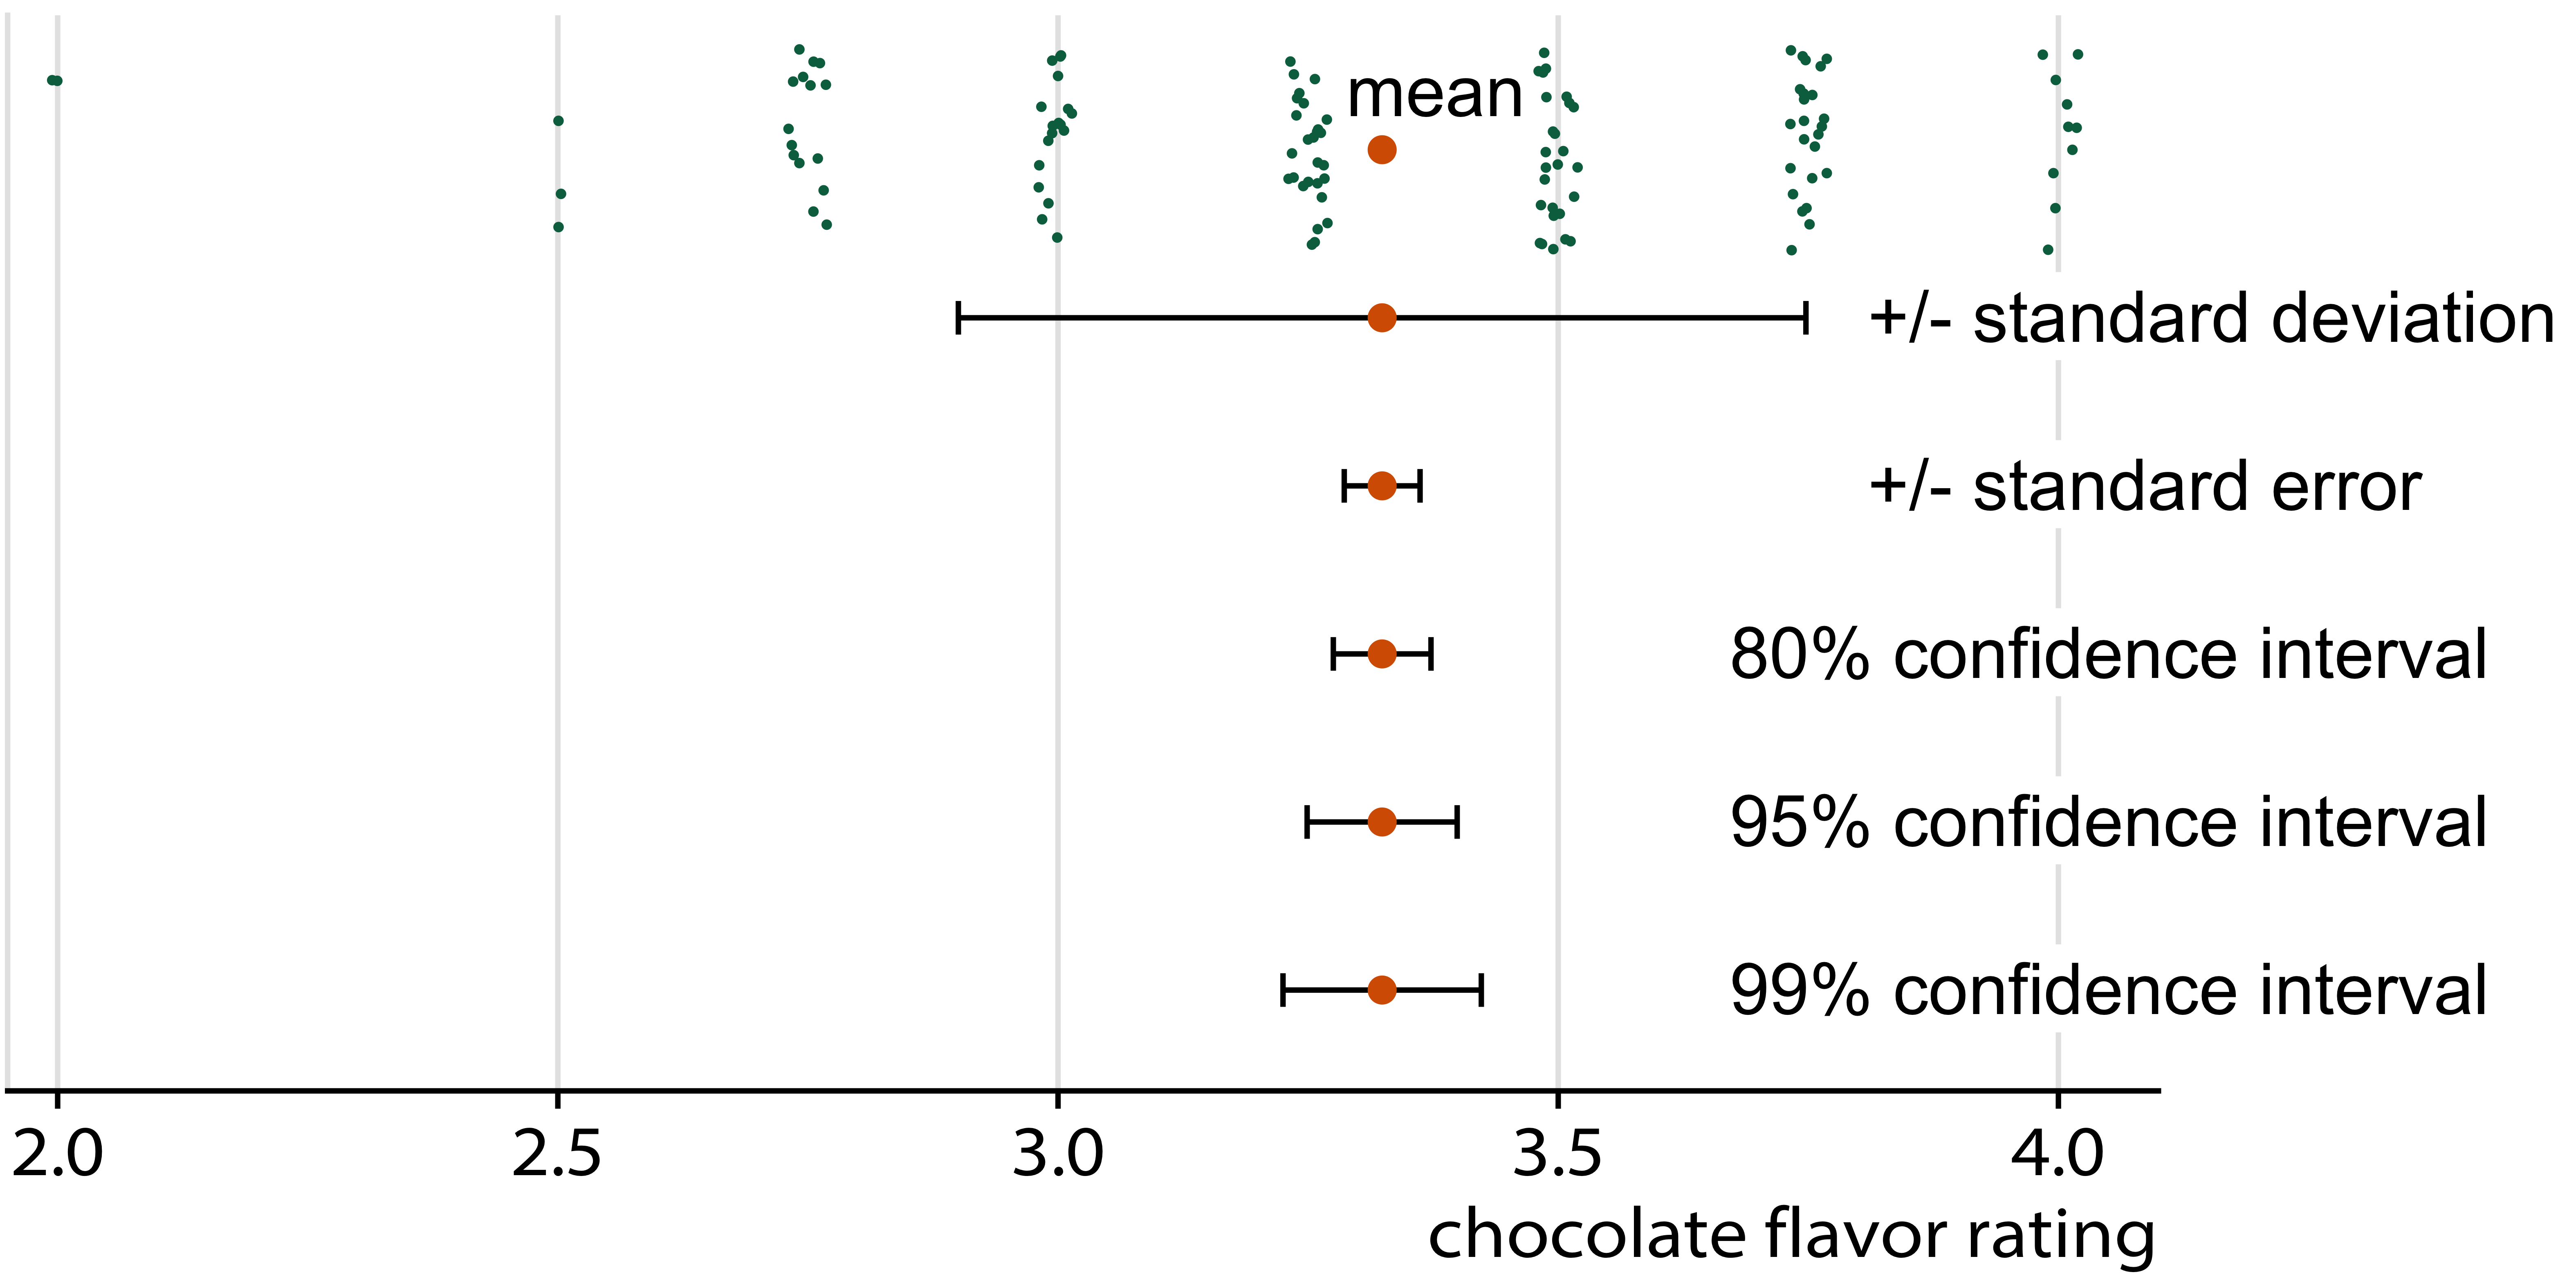 mean
+/- standard deviation
+/- standard error
80% confidence interval
95% confidence interval
99% confidence interval
2.0 2.5 3.0 3.5 4.0
chocolate flavor rating